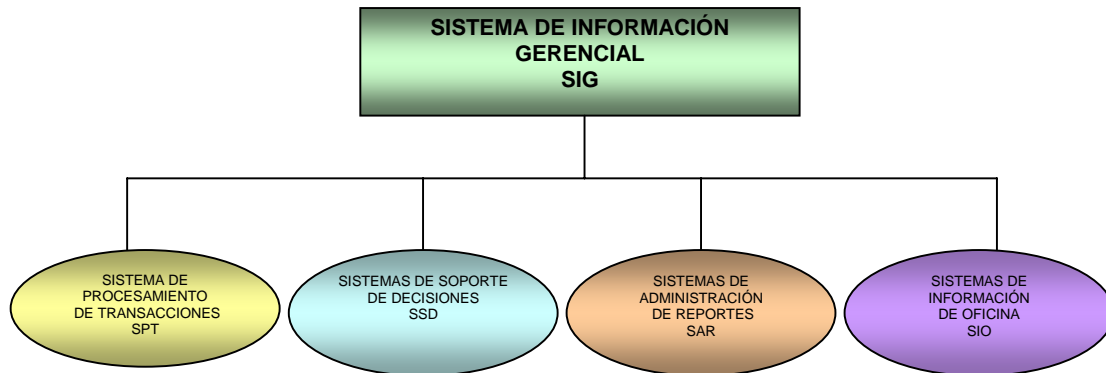 SISTEMA DE INFORMACIÓN
GERENCIAL
SIG
SISTEMA DE
PROCESAMIENTO
DE TRANSACCIONES
SPT
SISTEMAS DE SOPORTE
DE DECISIONES
SSD
SISTEMAS DE
ADMINISTRACIÓN
DE REPORTES
SAR
SISTEMAS DE
INFORMACIÓN
DE OFICINA
SIO